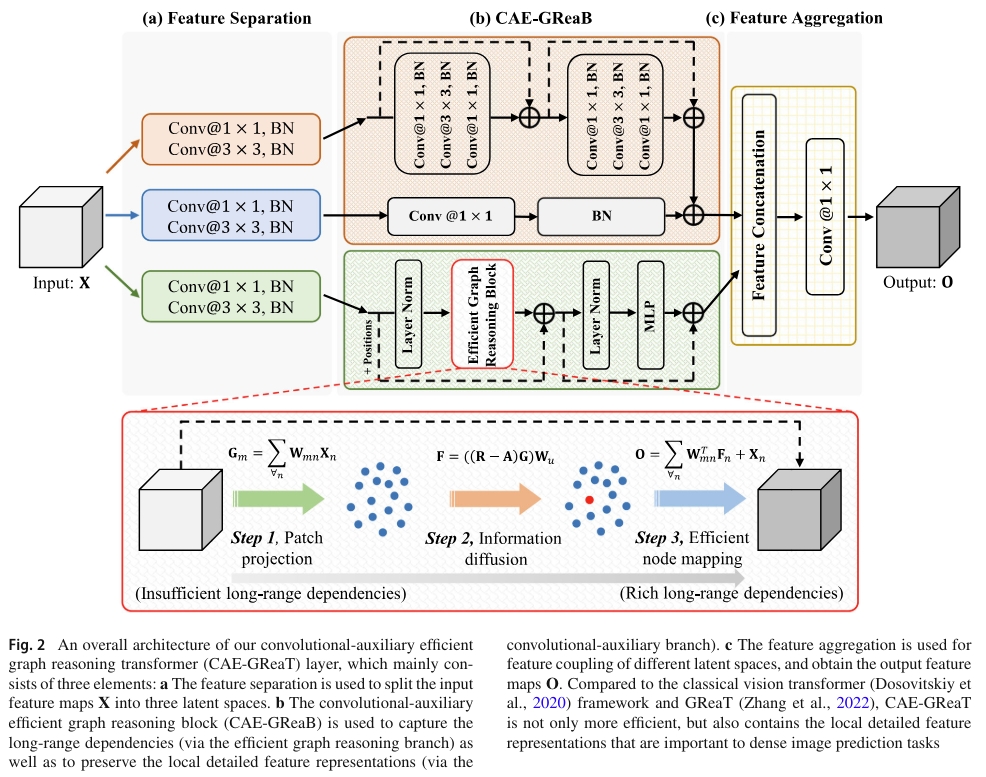 (a) Feature Separation
(b) CAE-GReaB
(c) Feature Aggregation
Conv@1 × 1, BN
Conv@3 × 3, BN
Conv@1 × 1, BN
Conv@3 × 3, BN
Conv@1 × 1, BN
Conv@3 × 3, BN
Input: X
Conv@1 × 1, BN
Conv@3 × 3, BN
Conv@1 × 1, BN
Conv@1 × 1, BN
Conv@3 × 3, BN
Conv@1 × 1, BN
Conv @1 × 1
BN
+ Positions
Layer Norm
Efficient Graph
Reasoning Block
Layer Norm
MLP
Feature Concatenation
Conv @1 × 1
Output: O
G_m = ∑_{∀n} W_{mn}X_n
F = ((R − A)G)W_u
O = ∑_{∀n} W_{mn}^T F_n + X_n
Step 1, Patch
projection
Step 2, Information
diffusion
Step 3, Efficient
node mapping
(Insufficient long-range dependencies)
(Rich long-range dependencies)
Fig. 2 An overall architecture of our convolutional-auxiliary efficient
graph reasoning transformer (CAE-GReaT) layer, which mainly con-
sists of three elements: a The feature separation is used to split the input
feature maps X into three latent spaces. b The convolutional-auxiliary
efficient graph reasoning block (CAE-GReaB) is used to capture the
long-range dependencies (via the efficient graph reasoning branch) as
well as to preserve the local detailed feature representations (via the
convolutional-auxiliary branch). c The feature aggregation is used for
feature coupling of different latent spaces, and obtain the output feature
maps O. Compared to the classical vision transformer (Dosovitskiy et
al., 2020) framework and GReaT (Zhang et al., 2022), CAE-GReaT
is not only more efficient, but also contains the local detailed feature
representations that are important to dense image prediction tasks